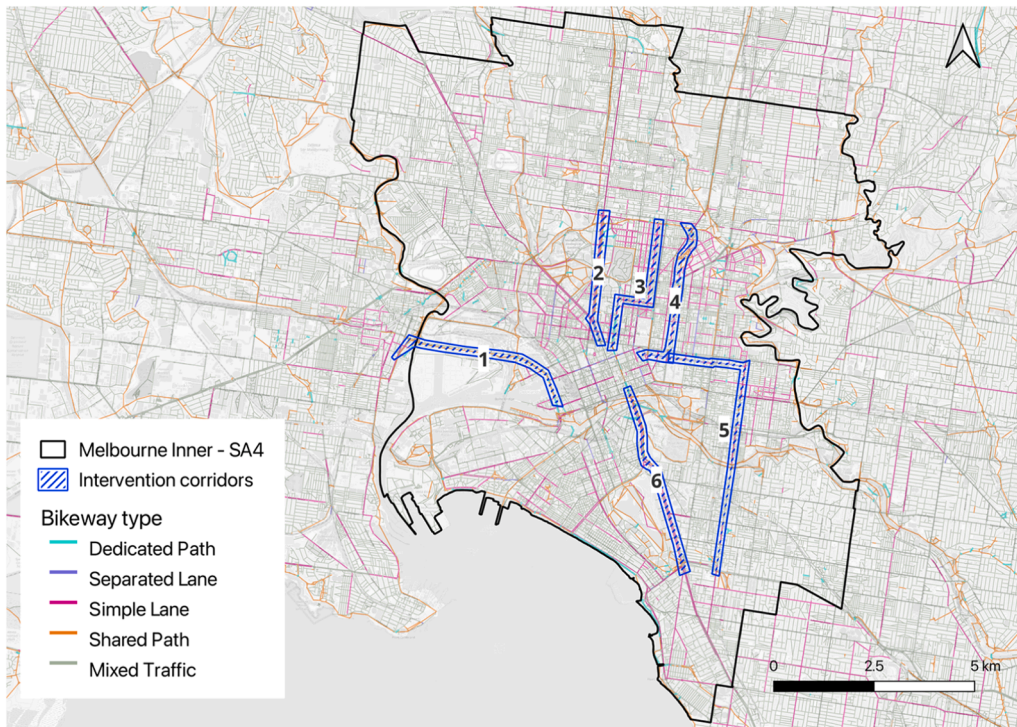 2
3
4
1
5
6
Melbourne Inner - SA4
Intervention corridors
Bikeway type
Dedicated Path
Separated Lane
Simple Lane
Shared Path
Mixed Traffic
0 2.5 5 km